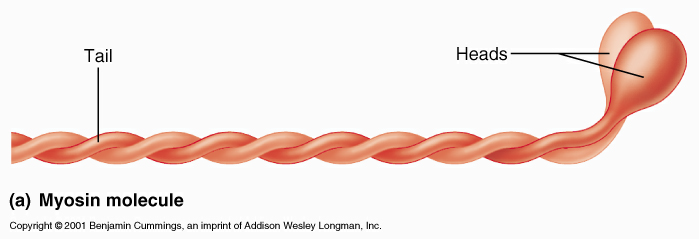 Tail
Heads
(a) Myosin molecule
Copyright © 2001 Benjamin Cummings, an imprint of Addison Wesley Longman, Inc.